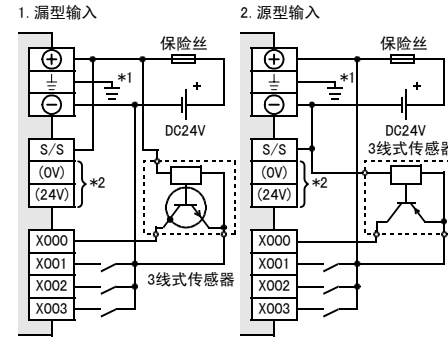 1. 漏型输入
保险丝
*1
DC24V
S/S
(0V)
(24V)
*2
X000
X001
X002
X003
3线式传感器
2. 源型输入
保险丝
*1
DC24V
3线式传感器
S/S
(0V)
(24V)
*2
X000
X001
X002
X003